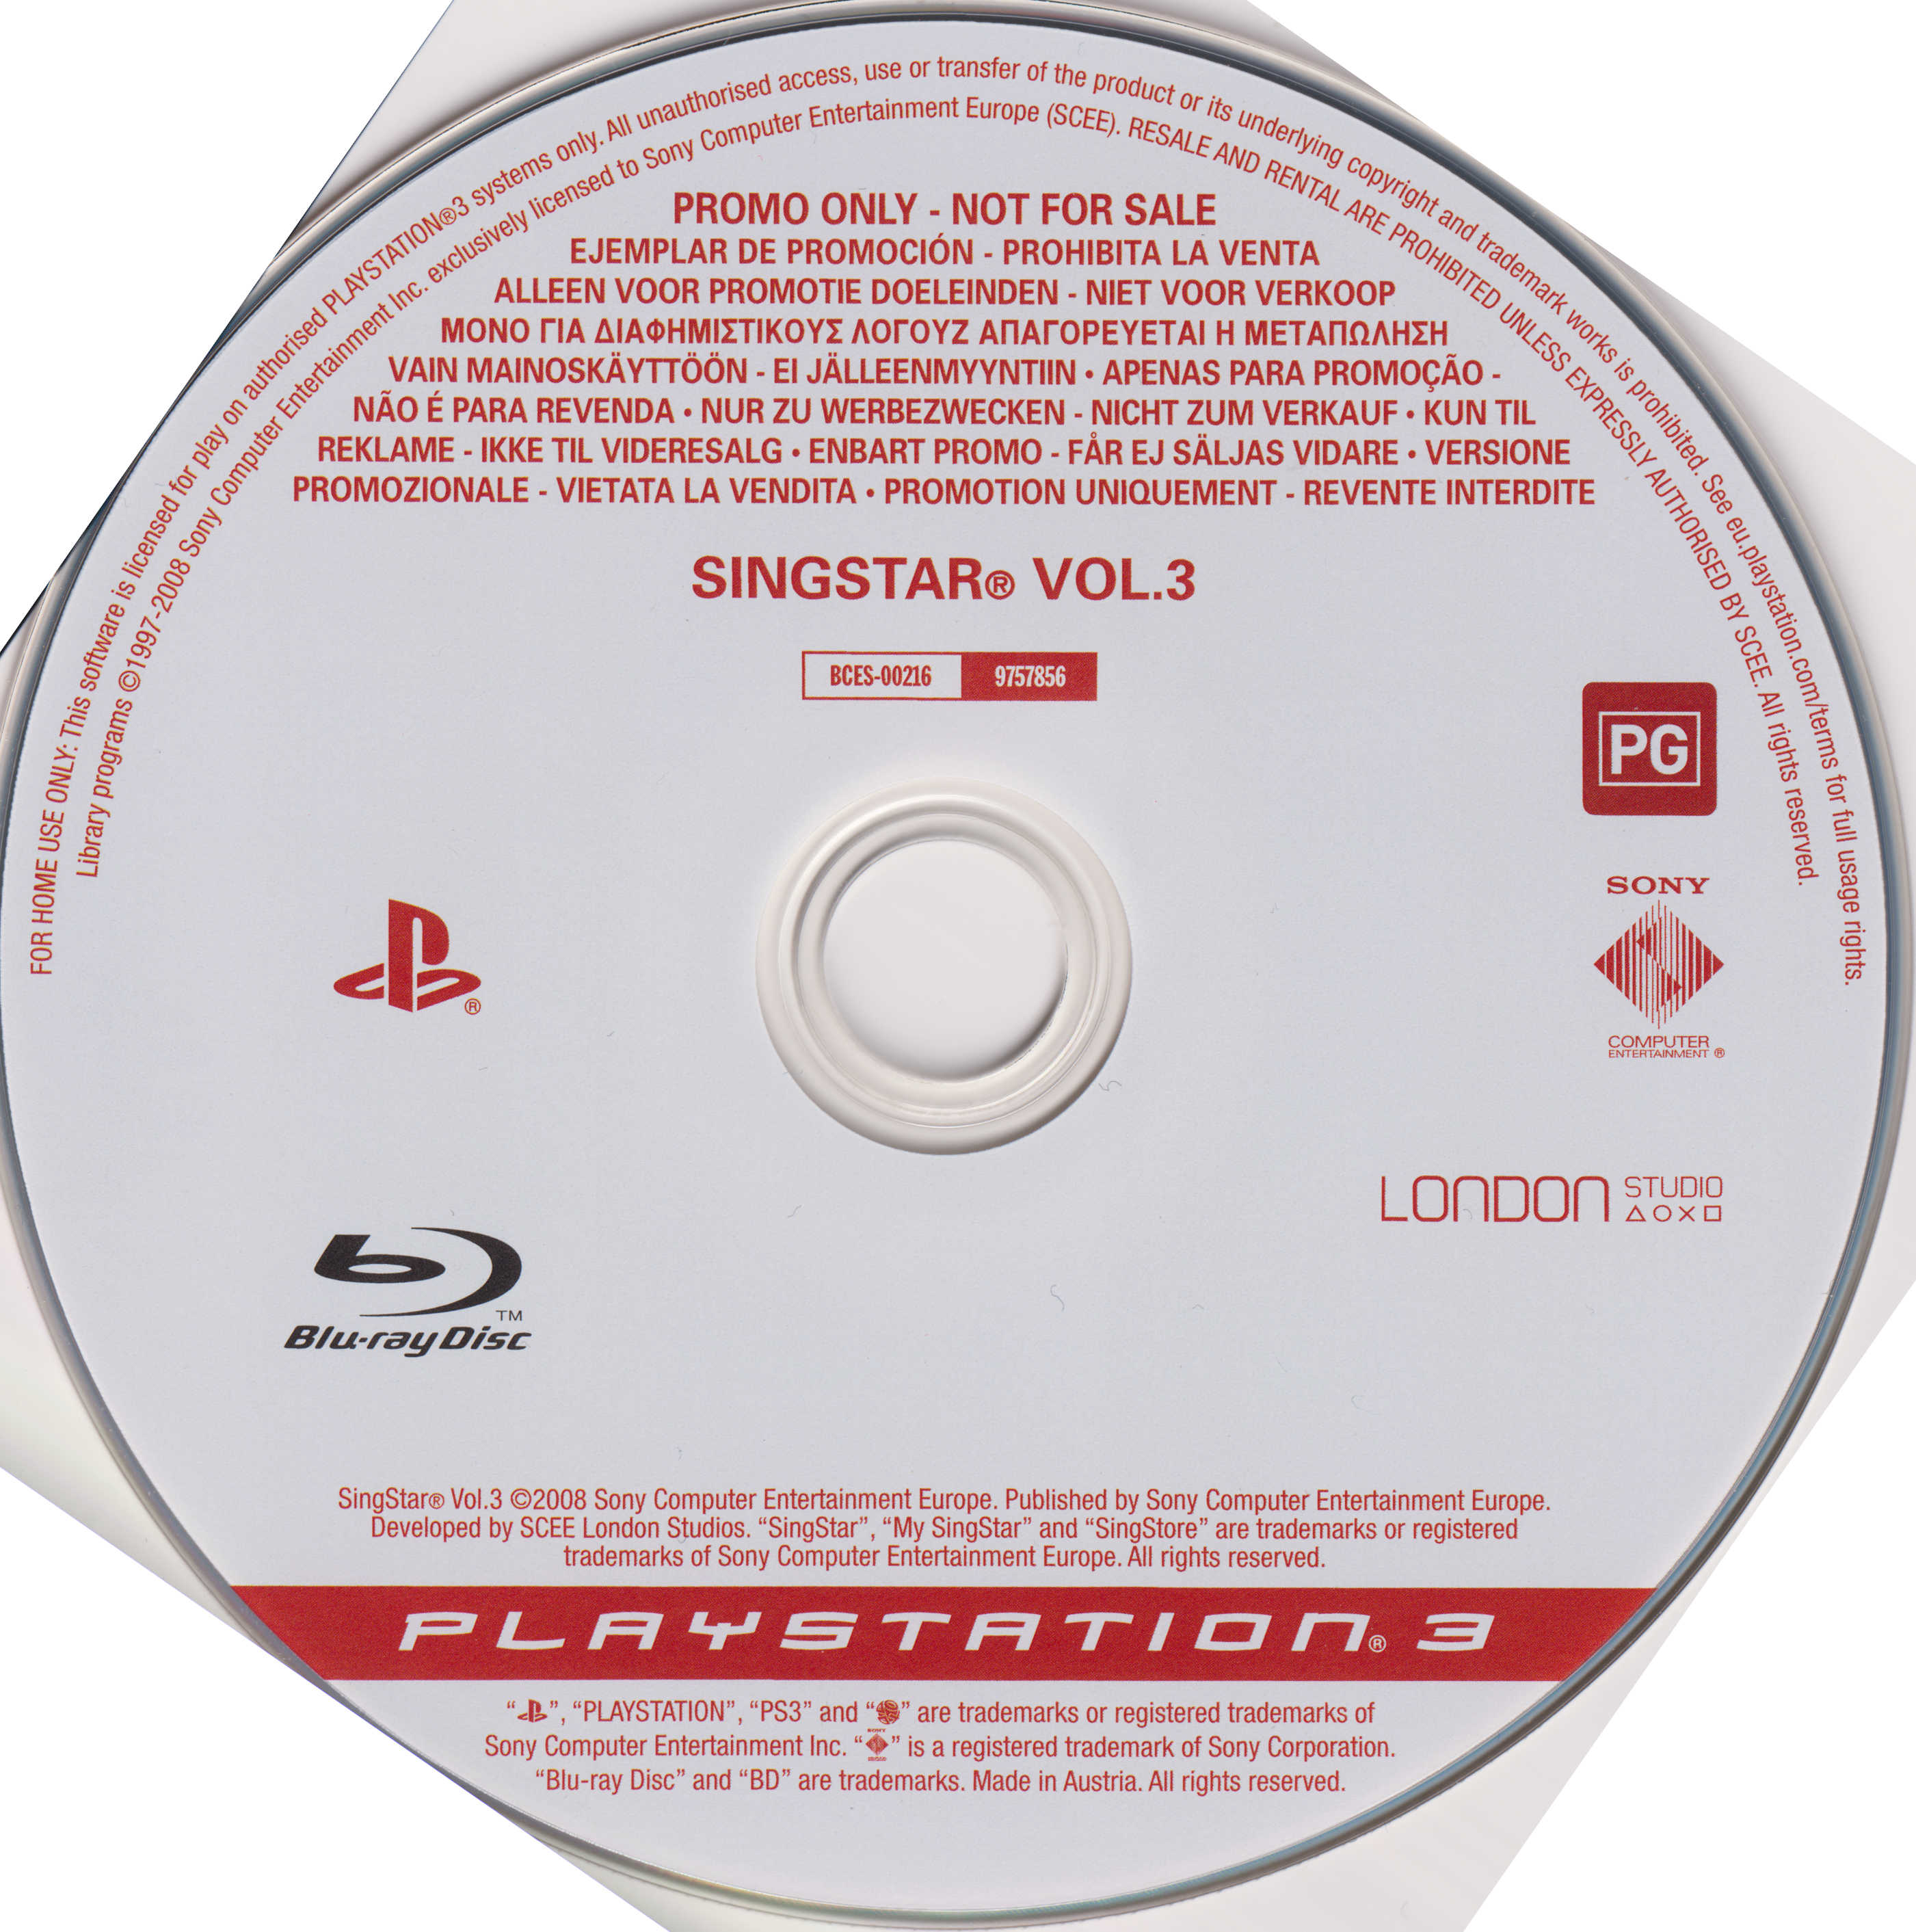 FOR HOME USE ONLY: This software is licensed for play on authorised PLAYSTATION®3 systems only. All unauthorised access, use or transfer of the product or its underlying copyright and trademark works is prohibited. See eu.playstation.com/terms for full usage rights.
Library programs ©1997-2008 Sony Computer Entertainment Inc. exclusively licensed to Sony Computer Entertainment Europe (SCEE). RESALE AND RENTAL ARE PROHIBITED UNLESS EXPRESSLY AUTHORISED BY SCEE. All rights reserved.
PROMO ONLY - NOT FOR SALE
EJEMPLAR DE PROMOCIÓN - PROHIBITA LA VENTA
ALLEEN VOOR PROMOTIE DOELEINDEN - NIET VOOR VERKOOP
ΜΟΝΟ ΓΙΑ ΔΙΑΦΗΜΙΣΤΙΚΟΥΣ ΛΟΓΟΥΖ ΑΠΑΓΟΡΕΥΕΤΑΙ Η ΜΕΤΑΠΩΛΗΣΗ
VAIN MAINOSKÄYTTÖÖN - EI JÄLLEENMYYNTIIN • APENAS PARA PROMOÇÃO -
NÃO É PARA REVENDA • NUR ZU WERBEZWECKEN - NICHT ZUM VERKAUF • KUN TIL
REKLAME - IKKE TIL VIDERESALG • ENBART PROMO - FÅR EJ SÄLJAS VIDARE • VERSIONE
PROMOZIONALE - VIETATA LA VENDITA • PROMOTION UNIQUEMENT - REVENTE INTERDITE
SINGSTAR® VOL.3
BCES-00216 9757856
PG
SONY
COMPUTER
ENTERTAINMENT ®
®
LONDON STUDIO
TM
Blu-ray Disc
SingStar® Vol.3 ©2008 Sony Computer Entertainment Europe. Published by Sony Computer Entertainment Europe.
Developed by SCEE London Studios. “SingStar”, “My SingStar” and “SingStore” are trademarks or registered
trademarks of Sony Computer Entertainment Europe. All rights reserved.
PLAYSTATION®3
“ ”, “PLAYSTATION”, “PS3” and “ ” are trademarks or registered trademarks of
Sony Computer Entertainment Inc. “ ” is a registered trademark of Sony Corporation.
“Blu-ray Disc” and “BD” are trademarks. Made in Austria. All rights reserved.